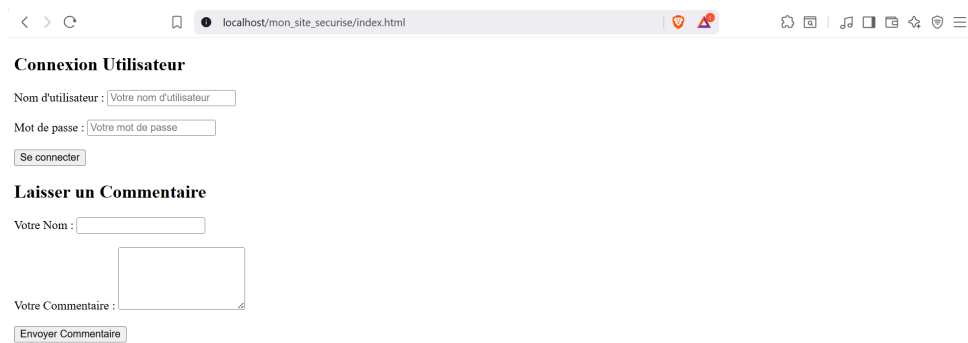 localhost/mon_site_securise/index.html
Connexion Utilisateur
Nom d'utilisateur : Votre nom d'utilisateur
Mot de passe : Votre mot de passe
Se connecter
Laisser un Commentaire
Votre Nom :
Votre Commentaire :
Envoyer Commentaire